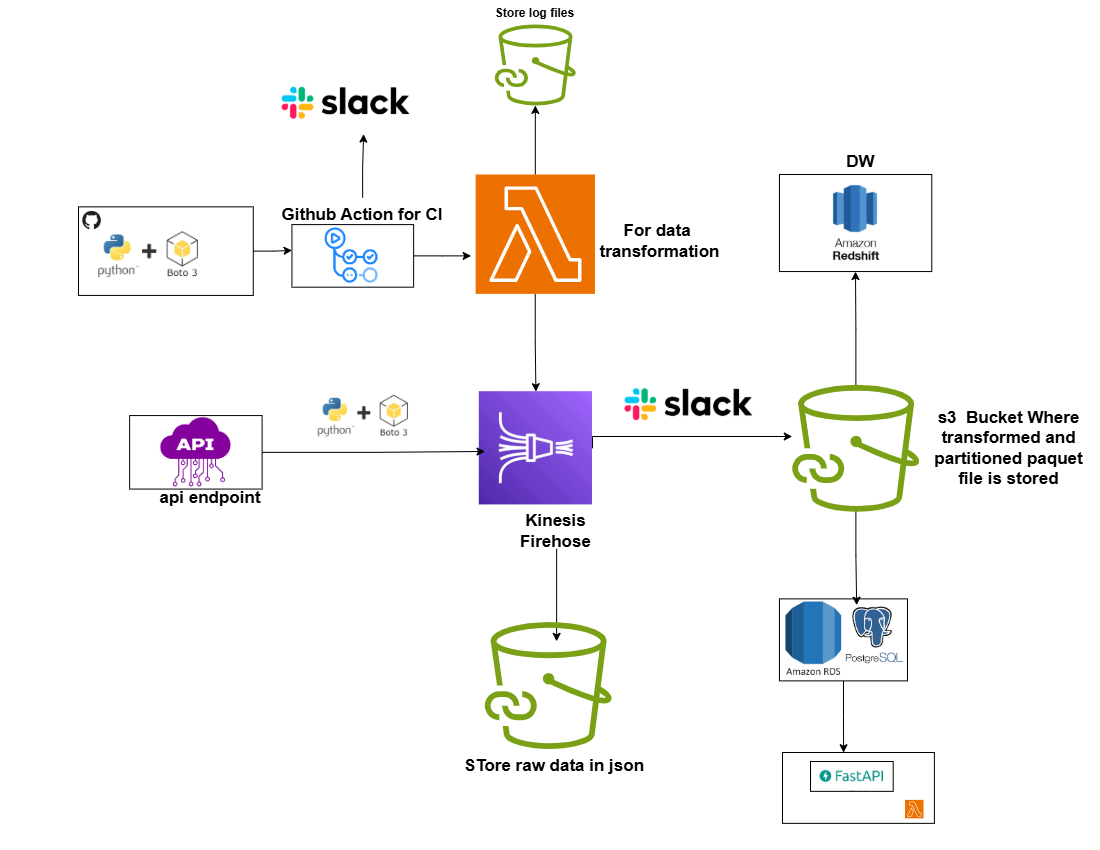 Store log files
slack
DW
Github Action for CI
python
+
Boto 3
For data
transformation
Amazon
Redshift
slack
python
+
Boto 3
API
api endpoint
s3 Bucket Where
transformed and
partitioned paquet
file is stored
Kinesis
Firehose
Amazon RDS
PostgreSQL
STore raw data in json
FastAPI